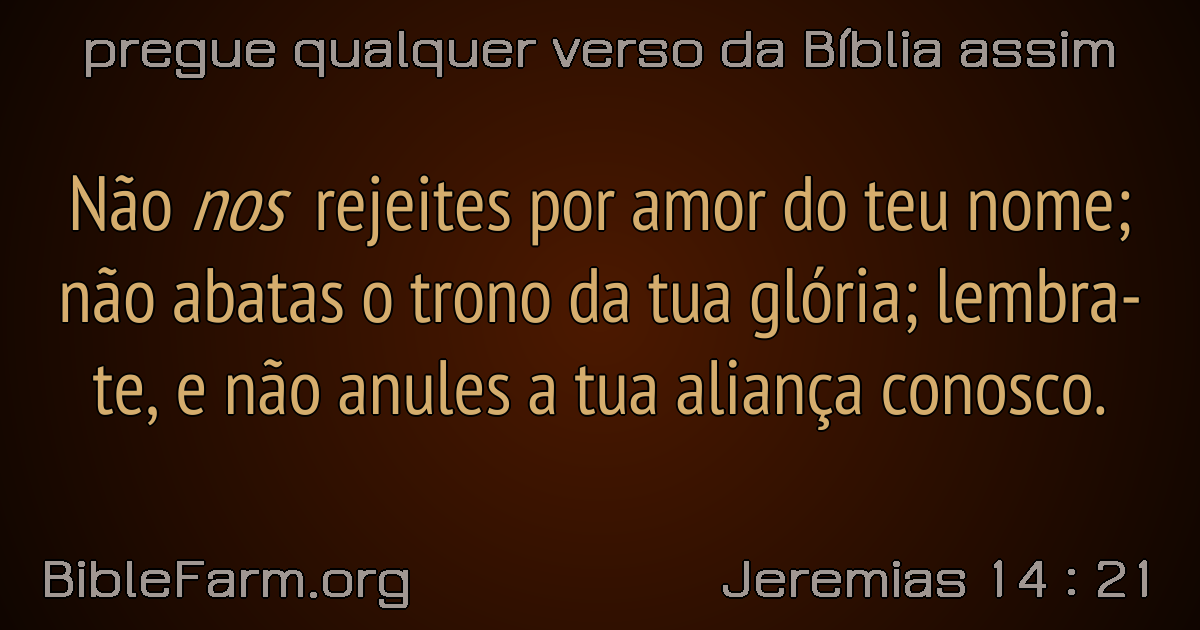 pregue qualquer verso da Bíblia assim
Não nos rejeites por amor do teu nome;
não abatas o trono da tua glória; lembra-
te, e não anules a tua aliança conosco.
BibleFarm.org
Jeremias 14 : 21